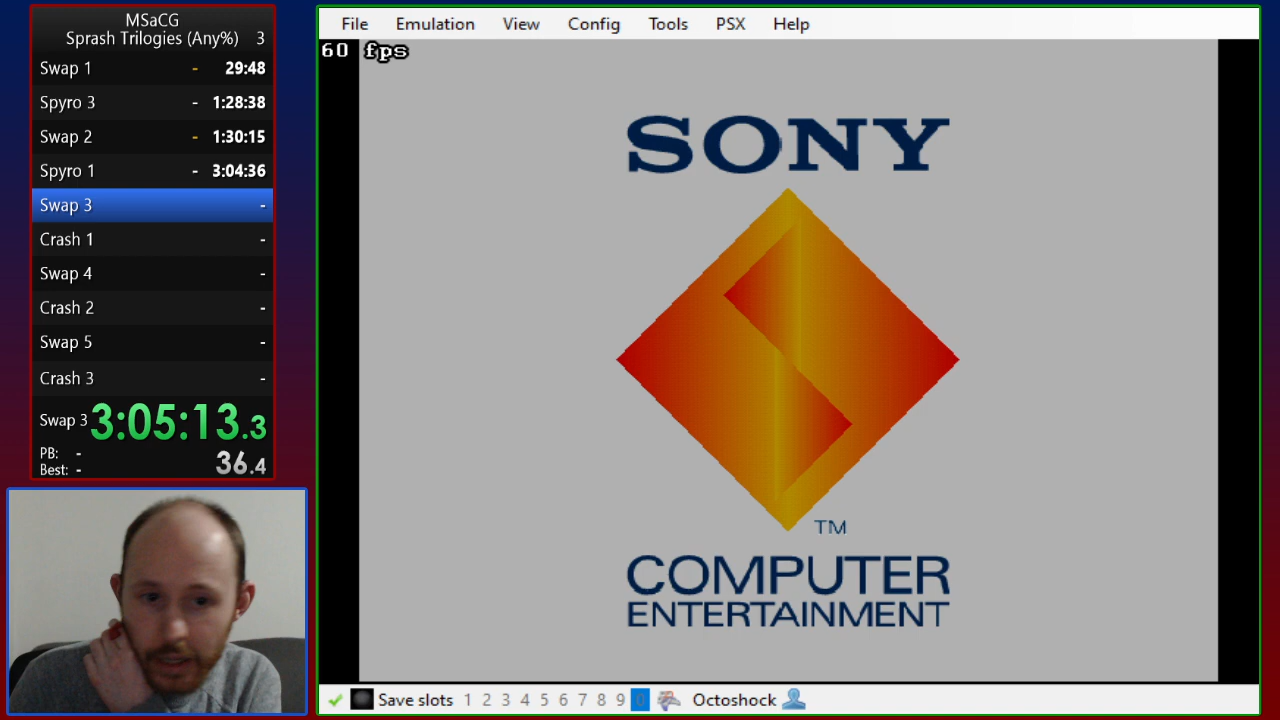 MSaCG
Sprash Trilogies (Any%) 3
Swap 1 - 29:48
Spyro 3 - 1:28:38
Swap 2 - 1:30:15
Spyro 1 - 3:04:36
Swap 3 -
Crash 1 -
Swap 4 -
Crash 2 -
Swap 5 -
Crash 3 -
Swap 3 3:05:13.3
PB: -
Best: - 36.4
File Emulation View Config Tools PSX Help
60 fps
SONY
TM
COMPUTER
ENTERTAINMENT
Save slots 1 2 3 4 5 6 7 8 9 0 Octoshock